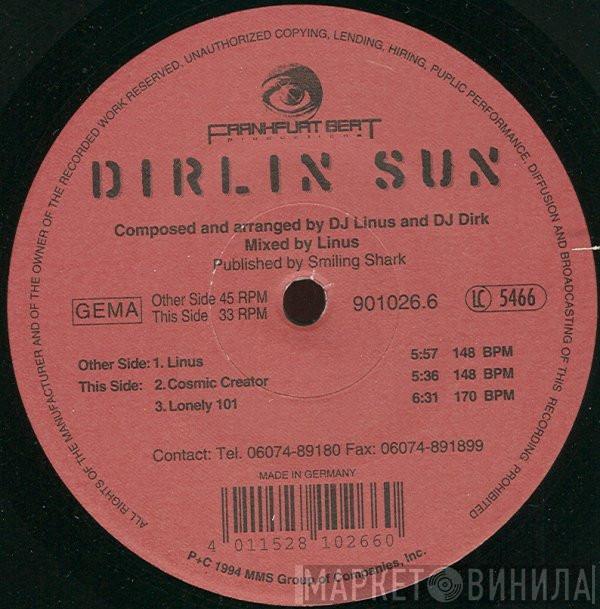 ALL RIGHTS OF THE MANUFACTURER AND OF THE OWNER OF THE RECORDED WORK RESERVED, UNAUTHORIZED COPYING, LENDING, HIRING, PUPLIC PERFORMANCE, DIFFUSION AND BROADCASTING OF THIS RECORDING PROHIBITED
FRANKFURT BEAT
productions
DIRLIN SUN
Composed and arranged by DJ Linus and DJ Dirk
Mixed by Linus
Published by Smiling Shark
GEMA Other Side 45 RPM 901026.6 LC 5466
This Side 33 RPM
Other Side: 1. Linus 5:57 148 BPM
This Side: 2. Cosmic Creator 5:36 148 BPM
3. Lonely 101 6:31 170 BPM
Contact: Tel. 06074-89180 Fax: 06074-891899
MADE IN GERMANY
4 011528 102660
P+C 1994 MMS Group of Companies, Inc.
МАРКЕТ ВИНИЛА